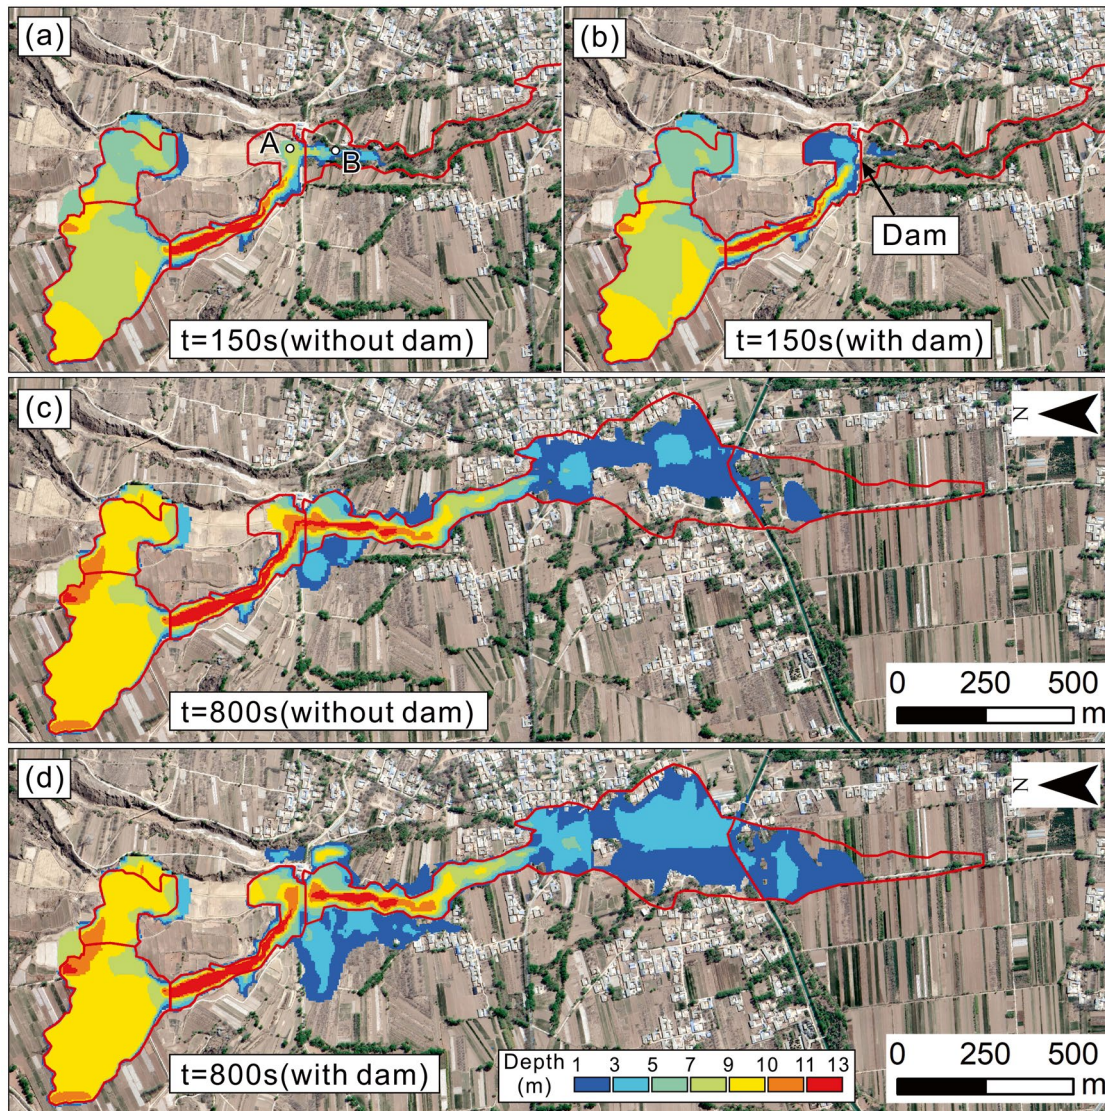 (a)
A
B
t=150s(without dam)
(b)
Dam
t=150s(with dam)
(c)
N
t=800s(without dam)
0 250 500
m
(d)
N
t=800s(with dam)
Depth
(m)
1 3 5 7 9 10 11 13
0 250 500
m